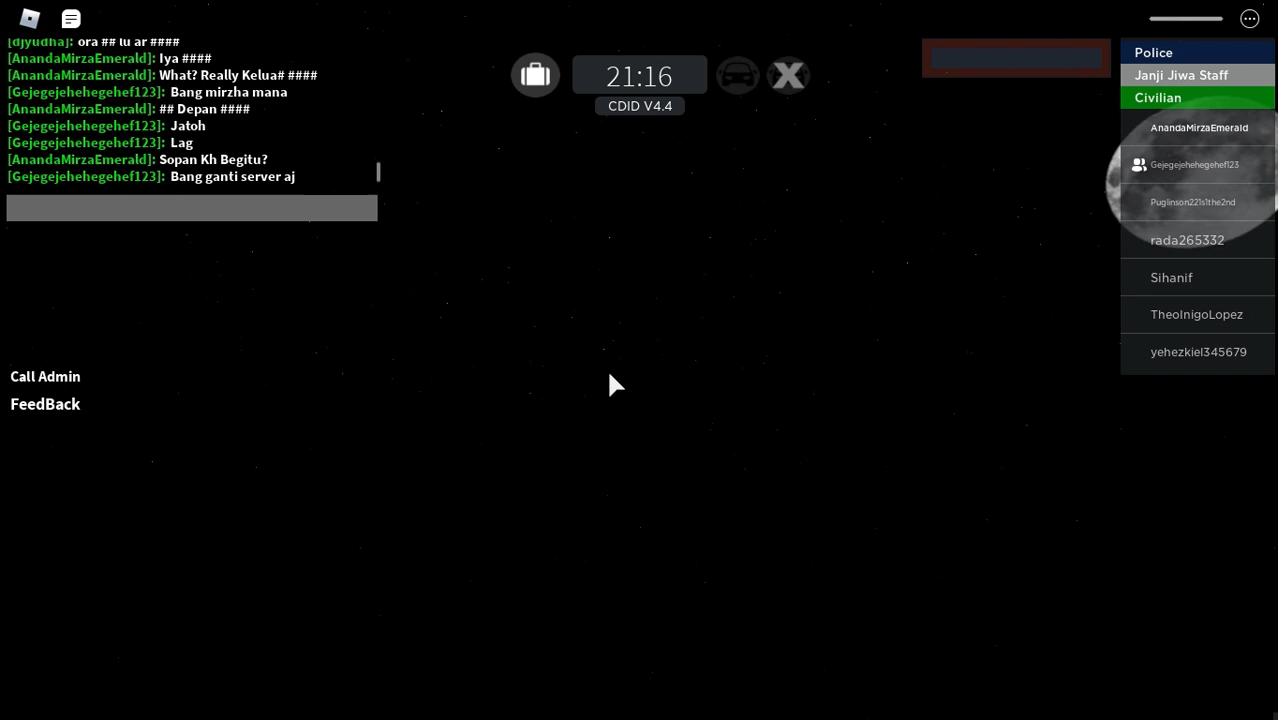 [djyudha]: ora ## lu ar ####
[AnandaMirzaEmerald]: Iya ####
[AnandaMirzaEmerald]: What? Really Kelua# ####
[Gejegejehehegehef123]: Bang mirzha mana
[AnandaMirzaEmerald]: ## Depan ####
[Gejegejehehegehef123]: Jatoh
[Gejegejehehegehef123]: Lag
[AnandaMirzaEmerald]: Sopan Kh Begitu?
[Gejegejehehegehef123]: Bang ganti server aj
Call Admin
FeedBack
21:16
CDID V4.4
Police
Janji Jiwa Staff
Civilian
AnandaMirzaEmerald
Gejegejehehegehef123
Puglinson221s1the2nd
rada265332
Sihanif
TheoInigoLopez
yehezkiel345679